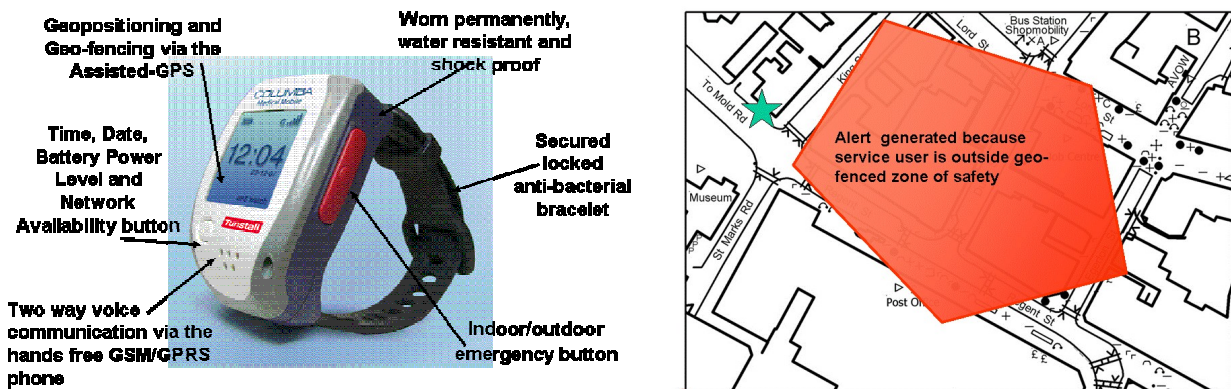 Geopositioning and
Geo-fencing via the
Assisted-GPS
Worn permanently,
water resistant and
shock proof
Time, Date,
Battery Power
Level and
Network
Availability button
Secured
locked
anti-bacterial
bracelet
Two way voice
communication via the
hands free GSM/GPRS
phone
Indoor/outdoor
emergency button
COLUMBA
Medical Mobile
12:04
Tunstall
Bus Station
Shopmobility
Lord St
B
AVOW
To Mold Rd
Alert generated because
service user is outside geo-
fenced zone of safety
Museum
St Marks Rd
££